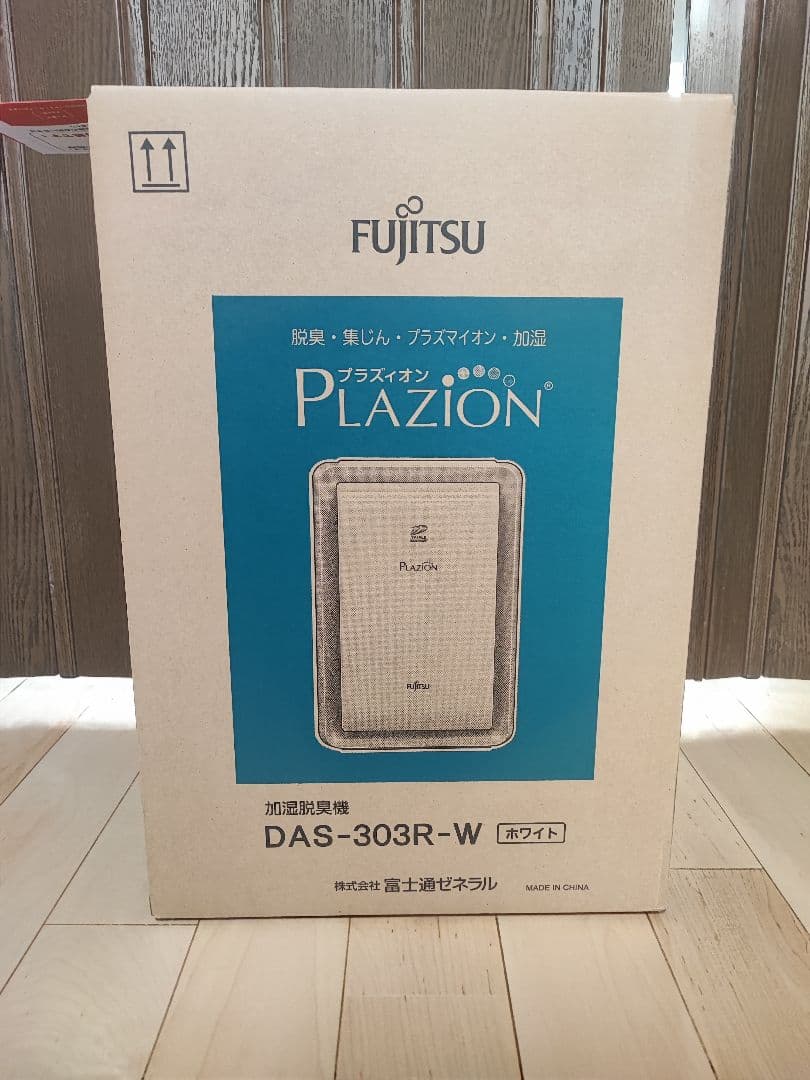 FUJITSU
脱臭・集じん・プラズマイオン・加湿
プラズィオン
PLAZION®
PLAZION
FUJITSU
加湿脱臭機
DAS-303R-W ホワイト
株式会社 富士通ゼネラル MADE IN CHINA